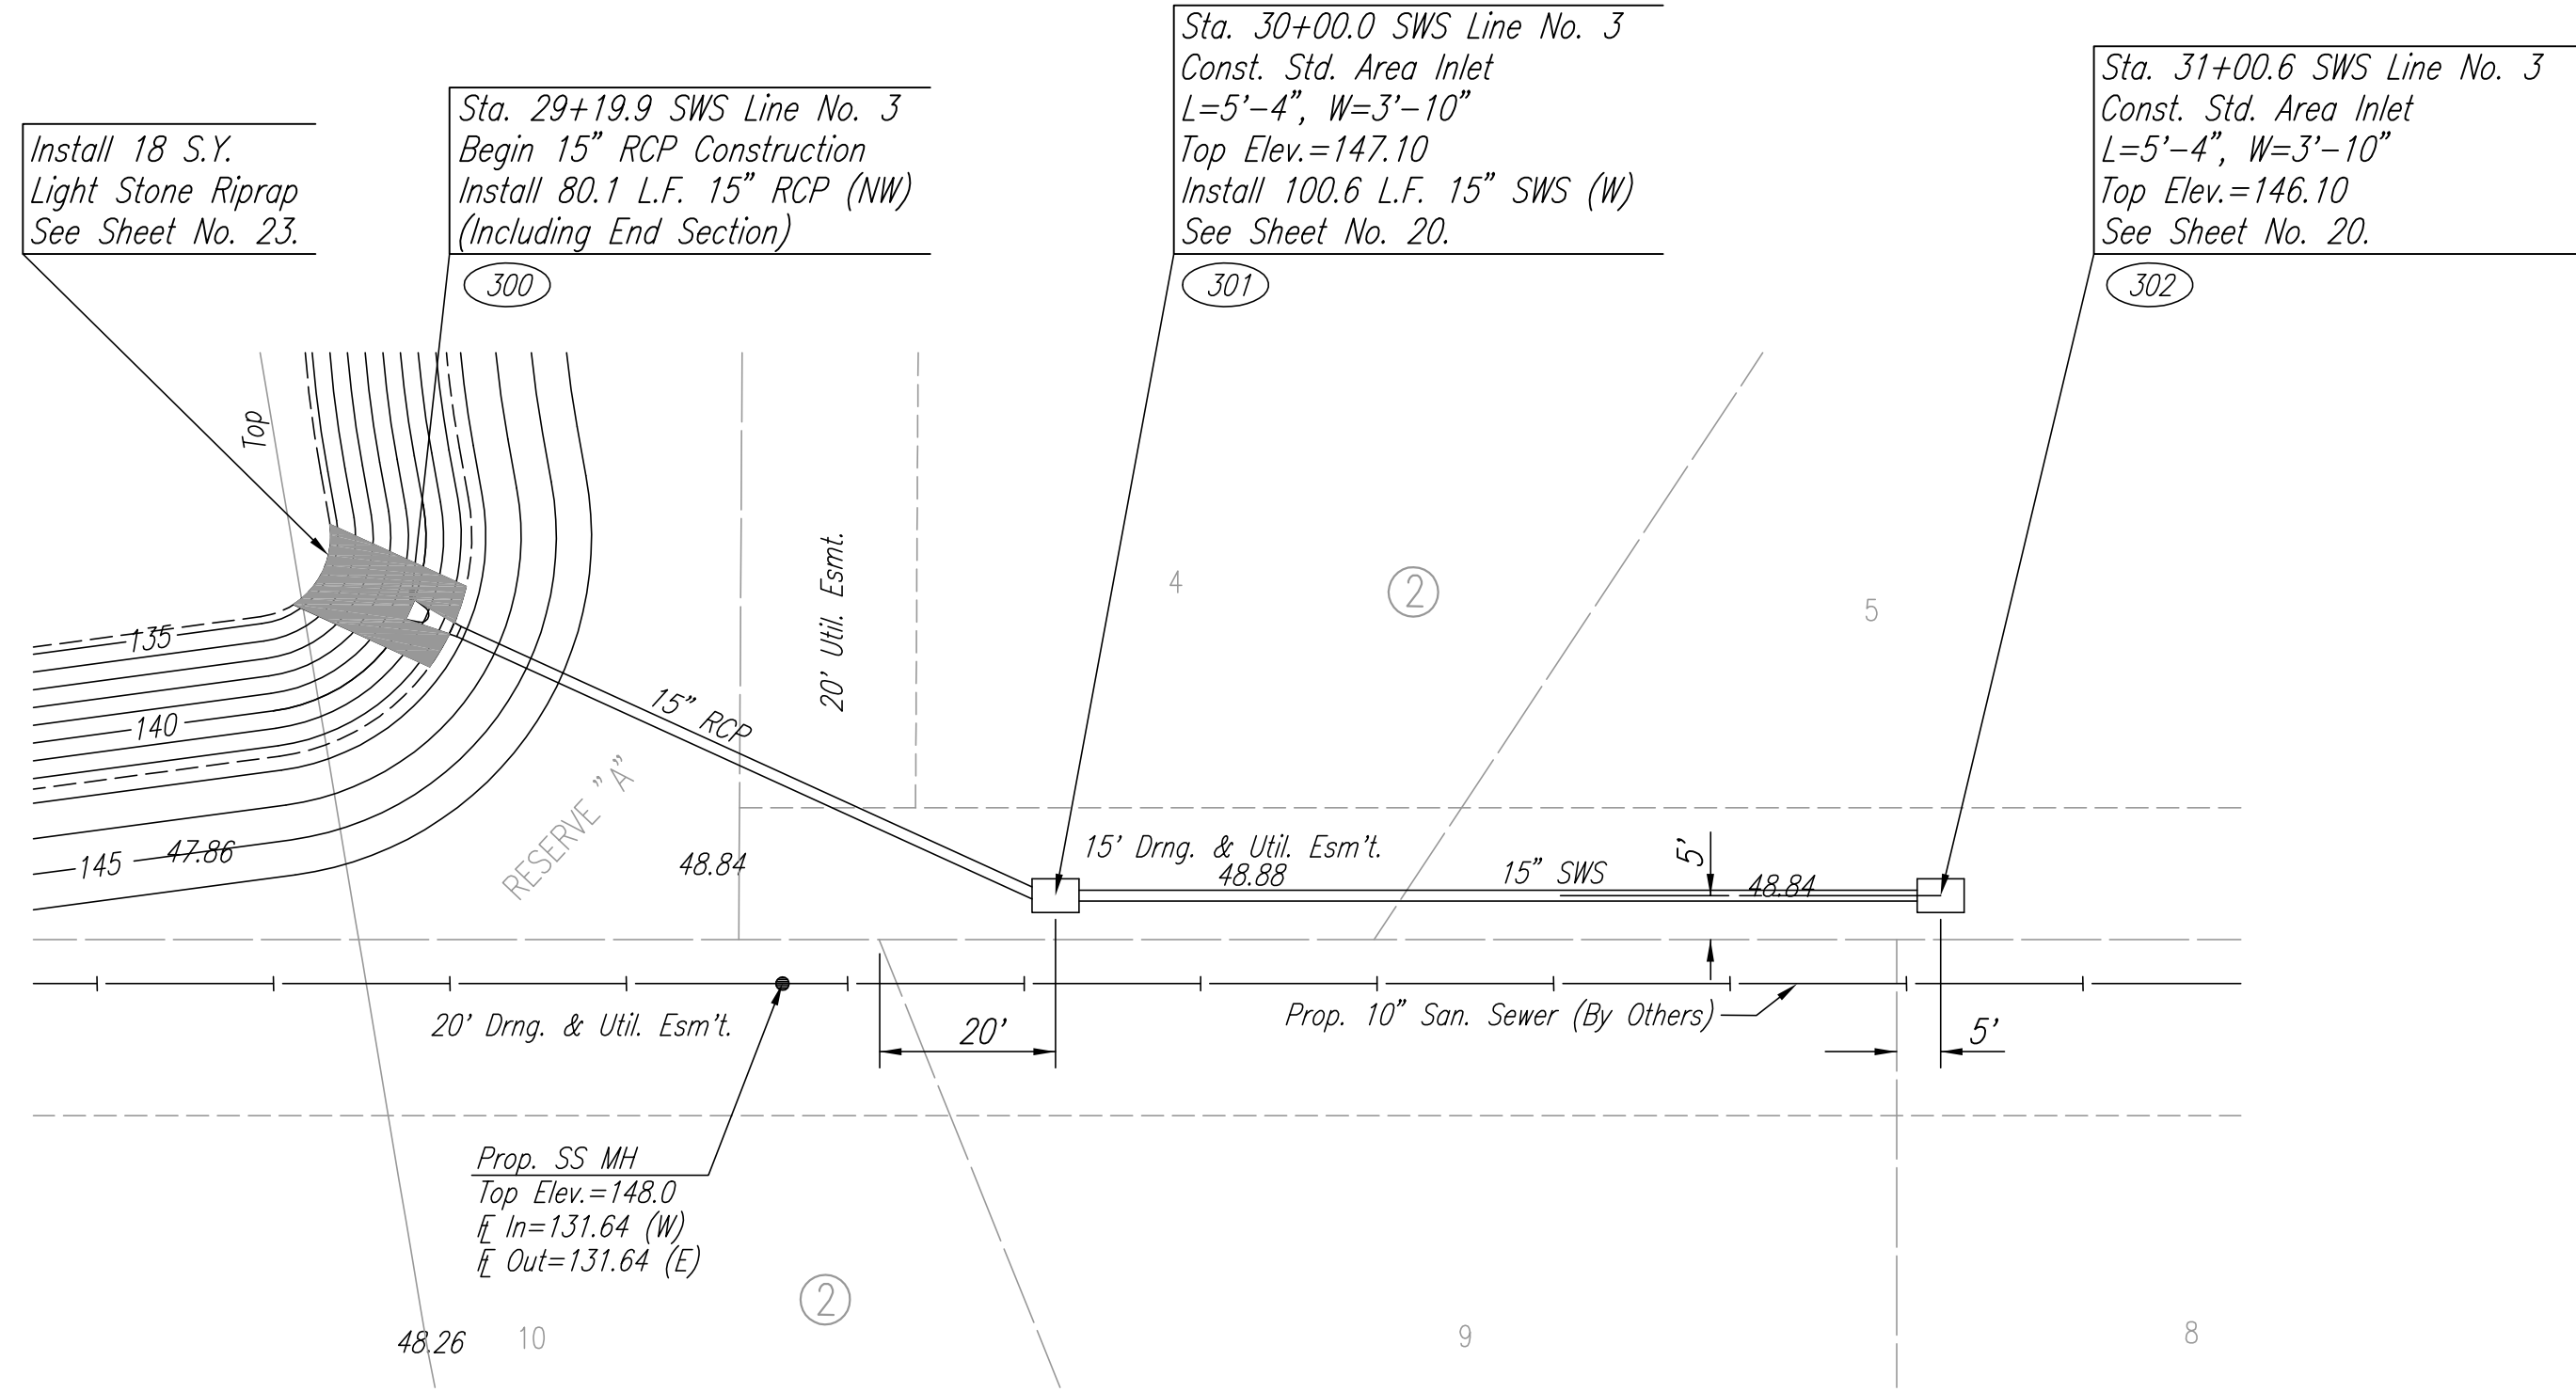 Install 18 S.Y.
Light Stone Riprap
See Sheet No. 23.
Sta. 29+19.9 SWS Line No. 3
Begin 15” RCP Construction
Install 80.1 L.F. 15” RCP (NW)
(Including End Section)
300
Sta. 30+00.0 SWS Line No. 3
Const. Std. Area Inlet
L=5’-4”, W=3’-10”
Top Elev.=147.10
Install 100.6 L.F. 15” SWS (W)
See Sheet No. 20.
301
Sta. 31+00.6 SWS Line No. 3
Const. Std. Area Inlet
L=5’-4”, W=3’-10”
Top Elev.=146.10
See Sheet No. 20.
302
Top
20’ Util. Esmt.
4
2
5
135
140
145
47.86
15” RCP
RESERVE ”A”
48.84
15’ Drng. & Util. Esm’t.
48.88
15” SWS
5’
48.84
20’ Drng. & Util. Esm’t.
20’
Prop. 10” San. Sewer (By Others)
5’
Prop. SS MH
Top Elev.=148.0
FL In=131.64 (W)
FL Out=131.64 (E)
2
48.26
10
9
8